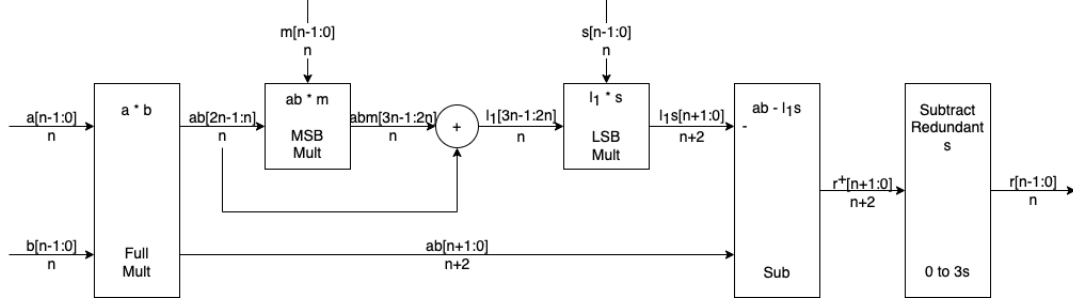 m[n-1:0]
n
s[n-1:0]
n
a[n-1:0]
n
a * b
ab[2n-1:n]
n
ab * m
MSB
Mult
abm[3n-1:2n]
n
+
l₁[3n-1:2n]
n
l₁ * s
LSB
Mult
l₁s[n+1:0]
n+2
ab - l₁s
-
Subtract
Redundant
s
r⁺[n+1:0]
n+2
r[n-1:0]
n
b[n-1:0]
n
Full
Mult
ab[n+1:0]
n+2
Sub
0 to 3s